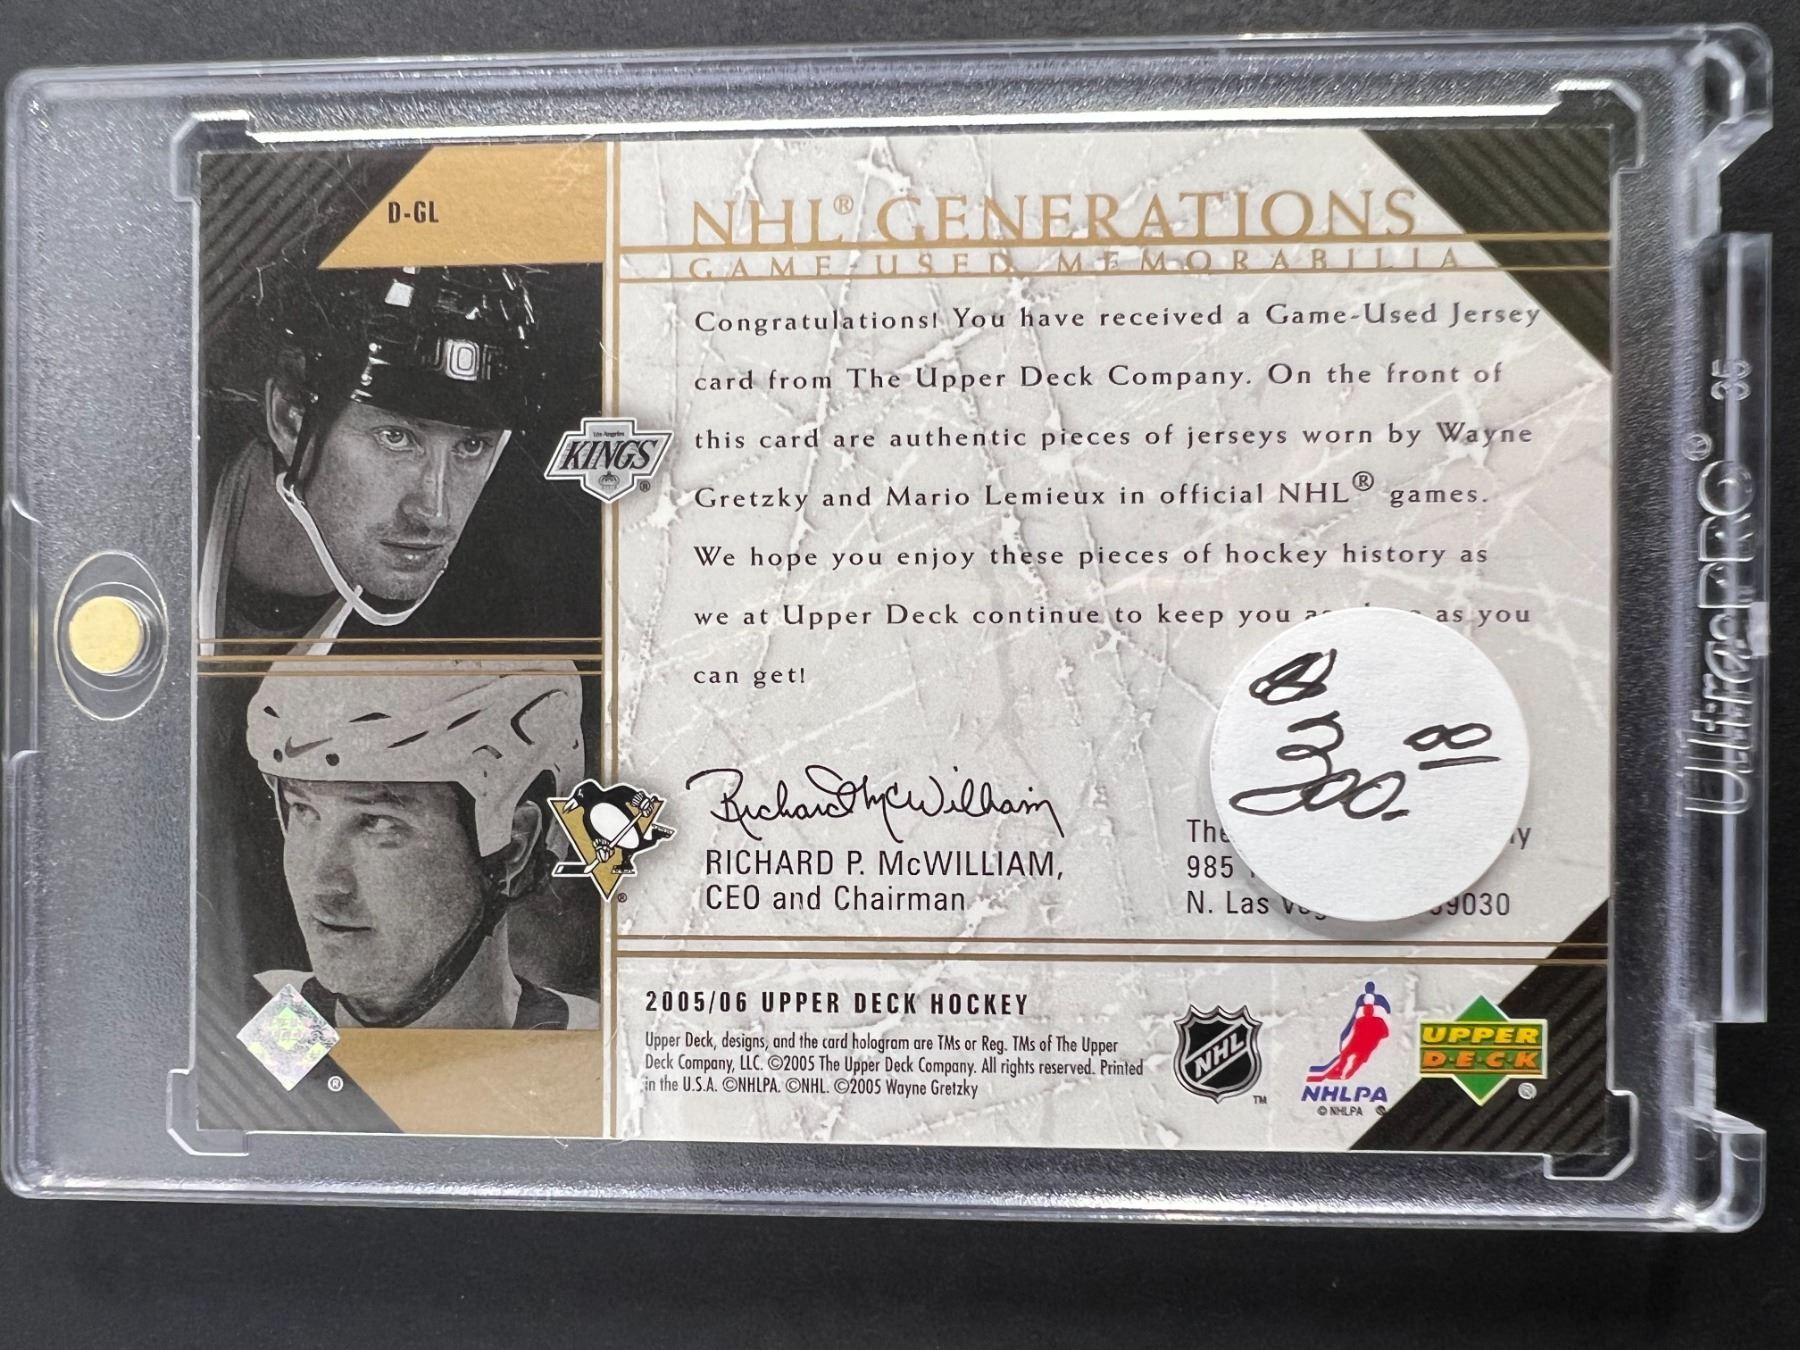 D-GL
NHL® GENERATIONS
GAME-USED MEMORABILIA
Congratulations! You have received a Game-Used Jersey
card from The Upper Deck Company. On the front of
this card are authentic pieces of jerseys worn by Wayne
Gretzky and Mario Lemieux in official NHL® games.
We hope you enjoy these pieces of hockey history as
we at Upper Deck continue to keep you as you
can get!
Los Angeles
KINGS
®
Richard McWilliam
RICHARD P. McWILLIAM,
CEO and Chairman
The
985
N. Las
300.00
2005/06 UPPER DECK HOCKEY
Upper Deck, designs, and the card hologram are TMs or Reg. TMs of The Upper
Deck Company, LLC. ©2005 The Upper Deck Company. All rights reserved. Printed
in the U.S.A. ©NHLPA. ©NHL. ©2005 Wayne Gretzky
NHL
TM
NHLPA
© NHLPA
UPPER
DECK
®
UltraPRO® 35